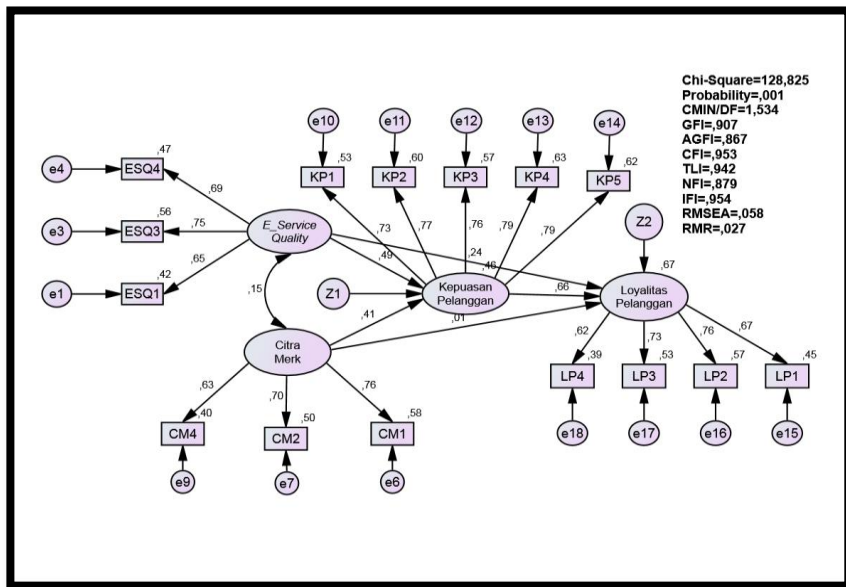 Chi-Square=128,825
Probability=,001
CMIN/DF=1,534
GFI=,907
AGFI=,867
CFI=,953
TLI=,942
NFI=,879
IFI=,954
RMSEA=,058
RMR=,027
e10
e11
e12
e13
e14
,53
,60
,57
,63
,62
KP1
KP2
KP3
KP4
KP5
,73
,77
,76
,79
,79
e4
,47
ESQ4
,69
e3
,56
ESQ3
,75
e1
,42
ESQ1
,65
E_Service
Quality
,15
,49
,24
Z1
,46
Kepuasan
Pelanggan
,66
Z2
,67
Loyalitas
Pelanggan
,41
,01
Citra
Merk
,63
,70
,76
,40
,50
,58
CM4
CM2
CM1
e9
e7
e6
,62
,73
,76
,67
,39
,53
,57
,45
LP4
LP3
LP2
LP1
e18
e17
e16
e15